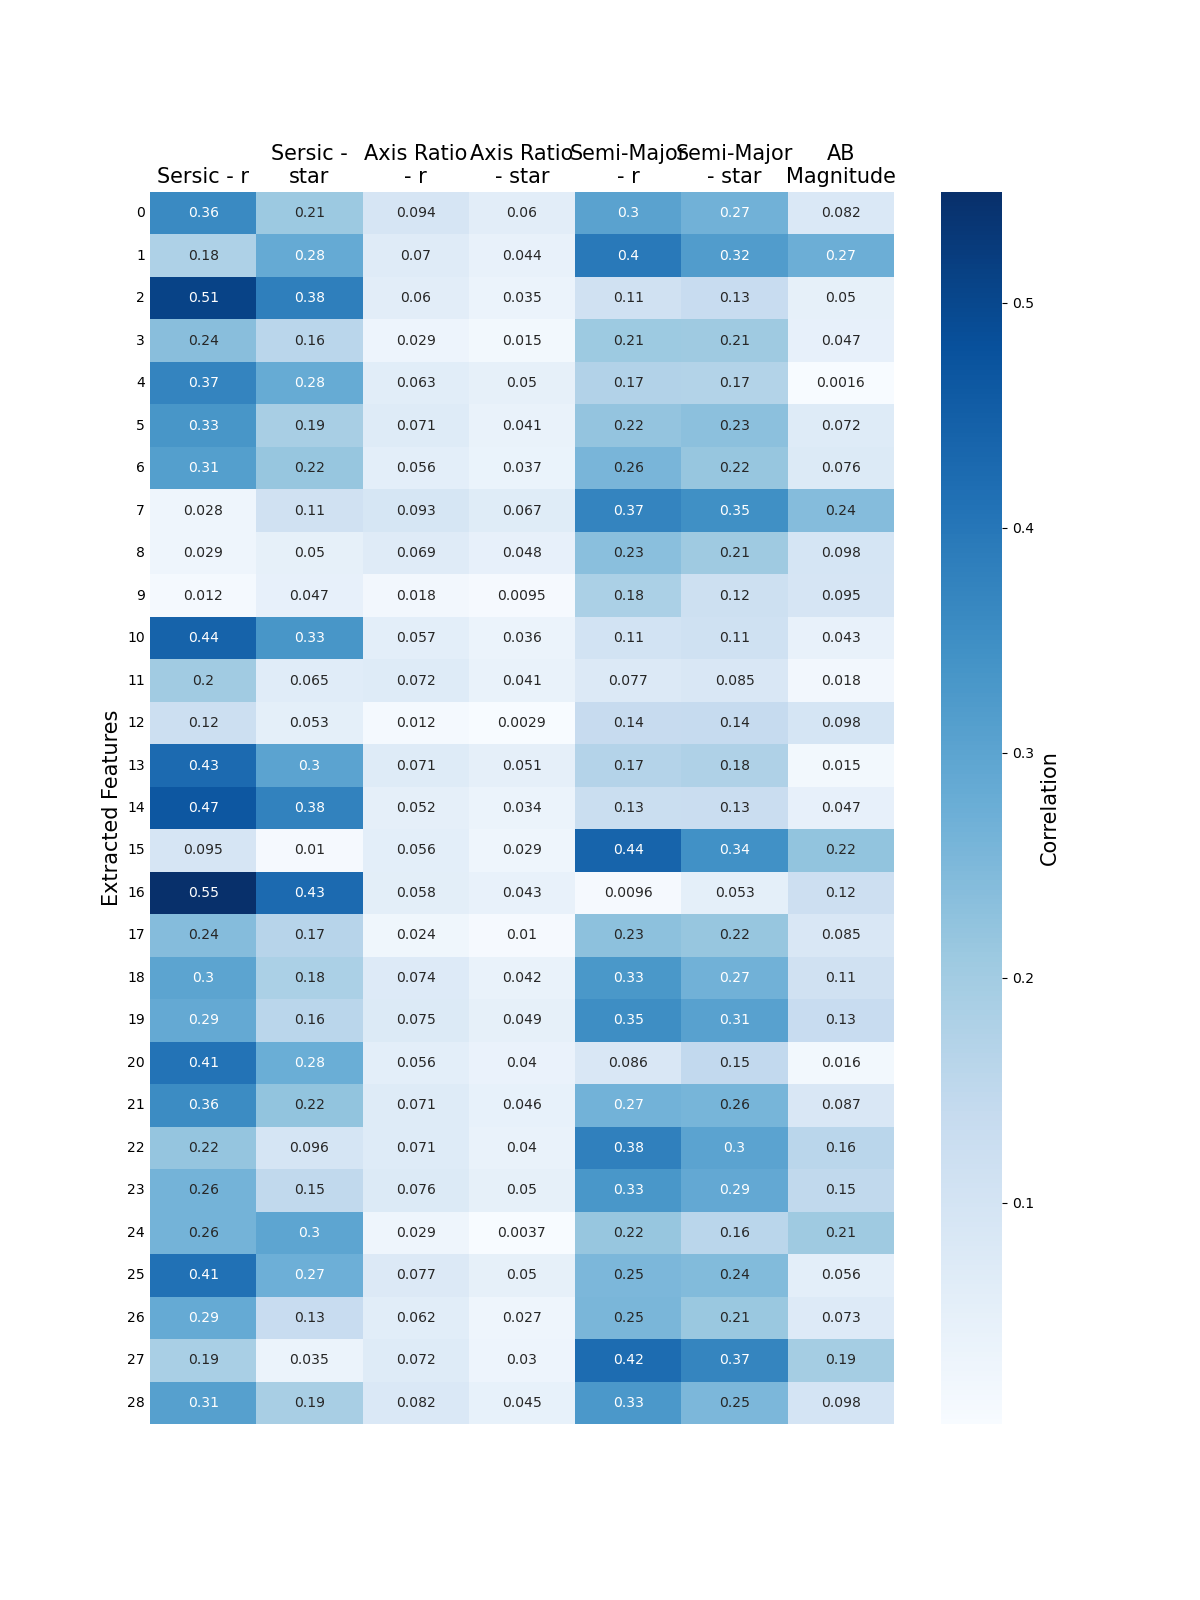 Sersic - r
Sersic -
star
Axis Ratio
- r
Axis Ratio
- star
Semi-Major
- r
Semi-Major
- star
AB
Magnitude
0 0.36 0.21 0.094 0.06 0.3 0.27 0.082
1 0.18 0.28 0.07 0.044 0.4 0.32 0.27
2 0.51 0.38 0.06 0.035 0.11 0.13 0.05
3 0.24 0.16 0.029 0.015 0.21 0.21 0.047
4 0.37 0.28 0.063 0.05 0.17 0.17 0.0016
5 0.33 0.19 0.071 0.041 0.22 0.23 0.072
6 0.31 0.22 0.056 0.037 0.26 0.22 0.076
7 0.028 0.11 0.093 0.067 0.37 0.35 0.24
8 0.029 0.05 0.069 0.048 0.23 0.21 0.098
9 0.012 0.047 0.018 0.0095 0.18 0.12 0.095
10 0.44 0.33 0.057 0.036 0.11 0.11 0.043
11 0.2 0.065 0.072 0.041 0.077 0.085 0.018
12 0.12 0.053 0.012 0.0029 0.14 0.14 0.098
13 0.43 0.3 0.071 0.051 0.17 0.18 0.015
14 0.47 0.38 0.052 0.034 0.13 0.13 0.047
15 0.095 0.01 0.056 0.029 0.44 0.34 0.22
16 0.55 0.43 0.058 0.043 0.0096 0.053 0.12
17 0.24 0.17 0.024 0.01 0.23 0.22 0.085
18 0.3 0.18 0.074 0.042 0.33 0.27 0.11
19 0.29 0.16 0.075 0.049 0.35 0.31 0.13
20 0.41 0.28 0.056 0.04 0.086 0.15 0.016
21 0.36 0.22 0.071 0.046 0.27 0.26 0.087
22 0.22 0.096 0.071 0.04 0.38 0.3 0.16
23 0.26 0.15 0.076 0.05 0.33 0.29 0.15
24 0.26 0.3 0.029 0.0037 0.22 0.16 0.21
25 0.41 0.27 0.077 0.05 0.25 0.24 0.056
26 0.29 0.13 0.062 0.027 0.25 0.21 0.073
27 0.19 0.035 0.072 0.03 0.42 0.37 0.19
28 0.31 0.19 0.082 0.045 0.33 0.25 0.098
Extracted Features
0.5
0.4
0.3
0.2
0.1
Correlation